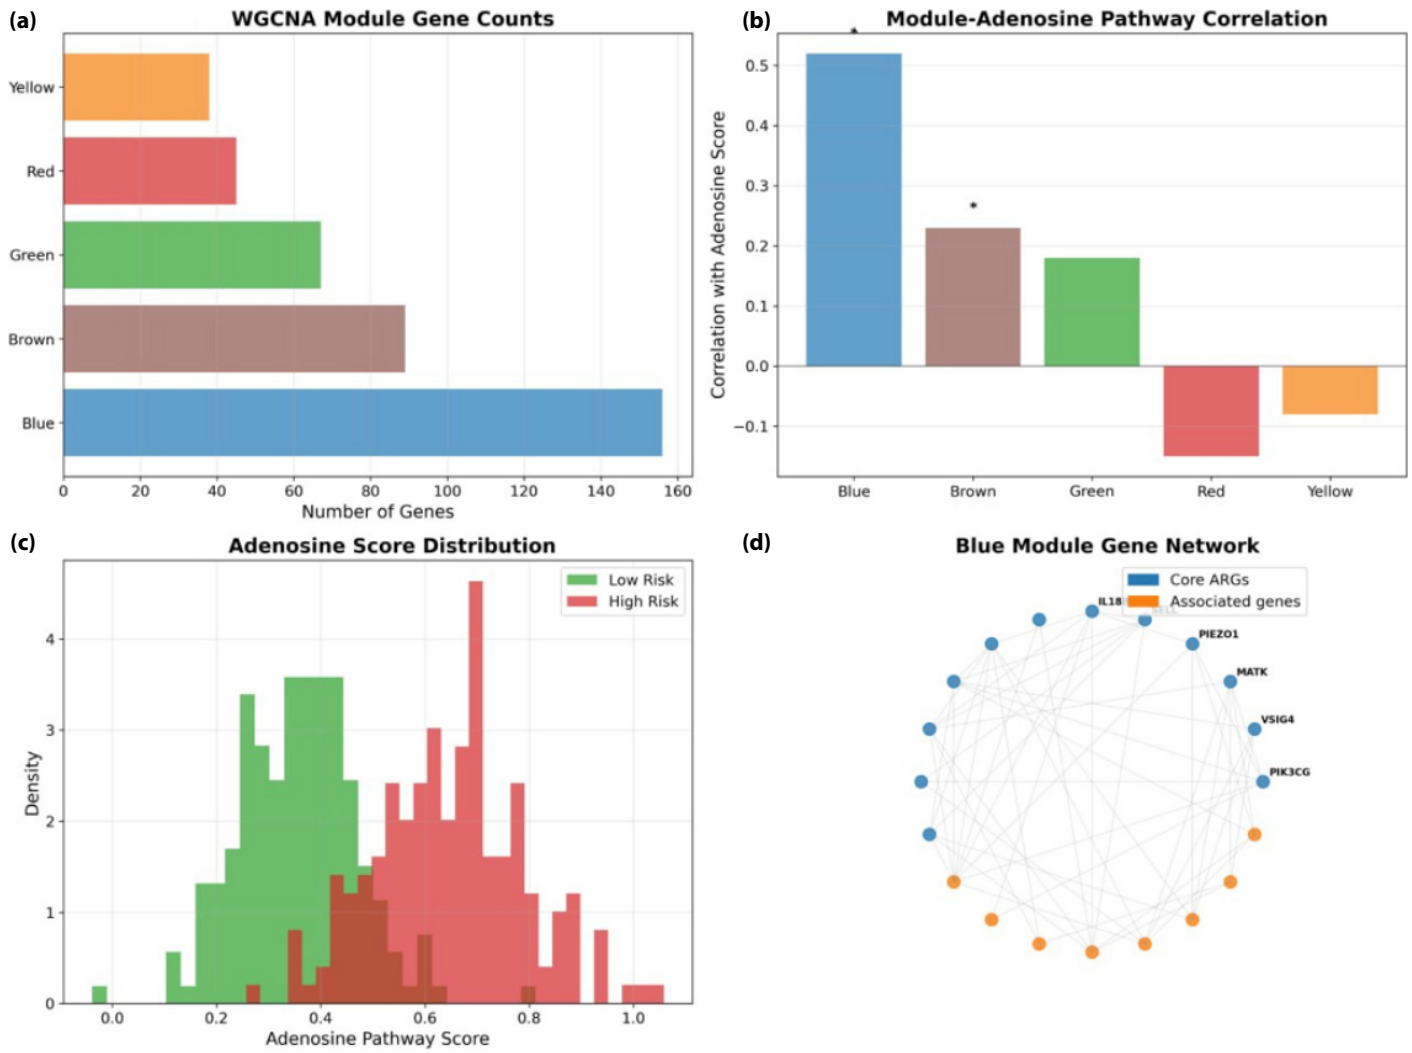 (a)
WGCNA Module Gene Counts
Yellow
Red
Green
Brown
Blue
0 20 40 60 80 100 120 140 160
Number of Genes
(b)
Module-Adenosine Pathway Correlation
Correlation with Adenosine Score
*
*
0.5
0.4
0.3
0.2
0.1
0.0
−0.1
Blue Brown Green Red Yellow
(c)
Adenosine Score Distribution
Low Risk
High Risk
Density
4
3
2
1
0
0.0 0.2 0.4 0.6 0.8 1.0
Adenosine Pathway Score
(d)
Blue Module Gene Network
Core ARGs
Associated genes
IL18
PIEZO1
MATK
VSIG4
PIK3CG